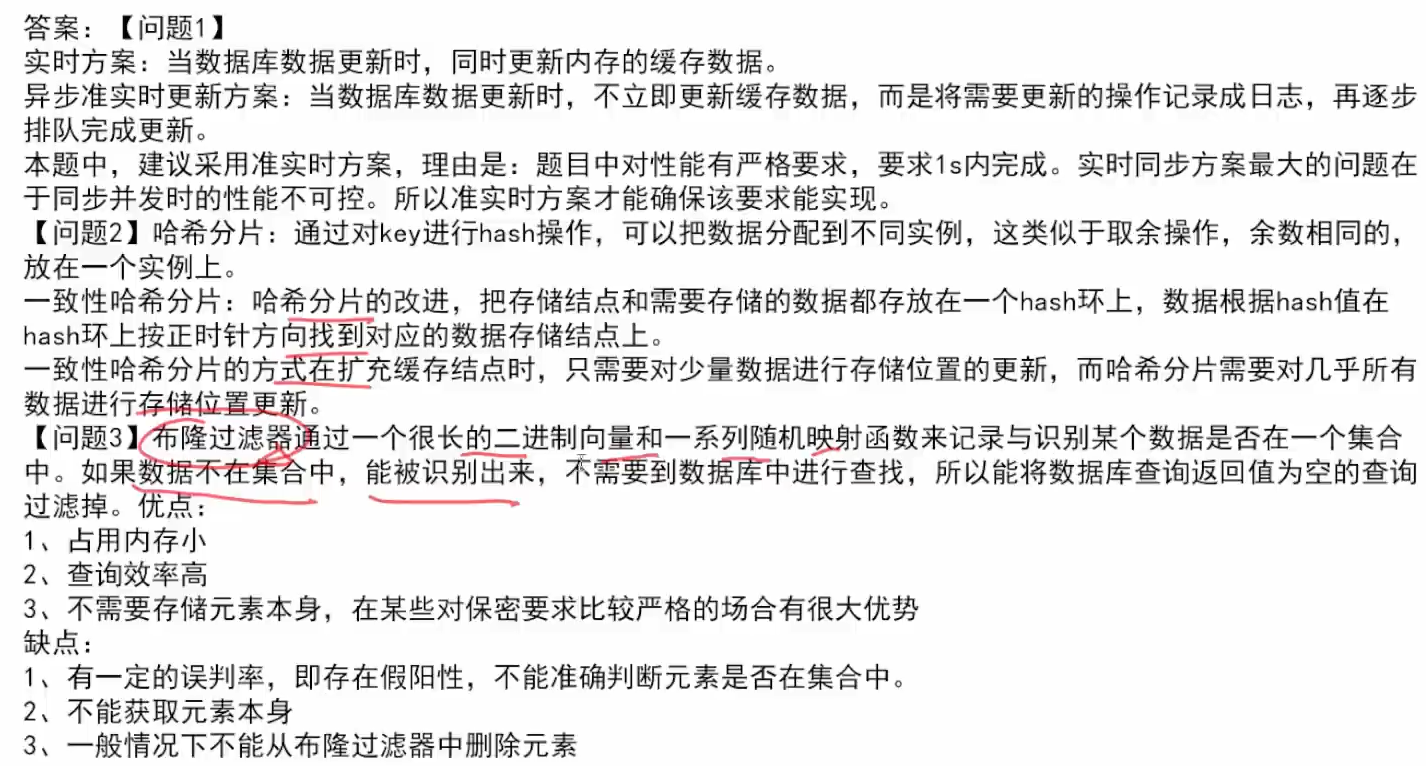 答案：【问题1】
实时方案：当数据库数据更新时，同时更新内存的缓存数据。
异步准实时更新方案：当数据库数据更新时，不立即更新缓存数据，而是将需要更新的操作记录成日志，再逐步
排队完成更新。
本题中，建议采用准实时方案，理由是：题目中对性能有严格要求，要求1s内完成。实时同步方案最大的问题在
于同步并发时的性能不可控。所以准实时方案才能确保该要求能实现。
【问题2】哈希分片：通过对key进行hash操作，可以把数据分配到不同实例，这类似于取余操作，余数相同的，
放在一个实例上。
一致性哈希分片：哈希分片的改进，把存储结点和需要存储的数据都存放在一个hash环上，数据根据hash值在
hash环上按正时针方向找到对应的数据存储结点上。
一致性哈希分片的方式在扩充缓存结点时，只需要对少量数据进行存储位置的更新，而哈希分片需要对几乎所有
数据进行存储位置更新。
【问题3】布隆过滤器通过一个很长的二进制向量和一系列随机映射函数来记录与识别某个数据是否在一个集合
中。如果数据不在集合中，能被识别出来，不需要到数据库中进行查找，所以能将数据库查询返回值为空的查询
过滤掉。优点：
1、占用内存小
2、查询效率高
3、不需要存储元素本身，在某些对保密要求比较严格的场合有很大优势
缺点：
1、有一定的误判率，即存在假阳性，不能准确判断元素是否在集合中。
2、不能获取元素本身
3、一般情况下不能从布隆过滤器中删除元素